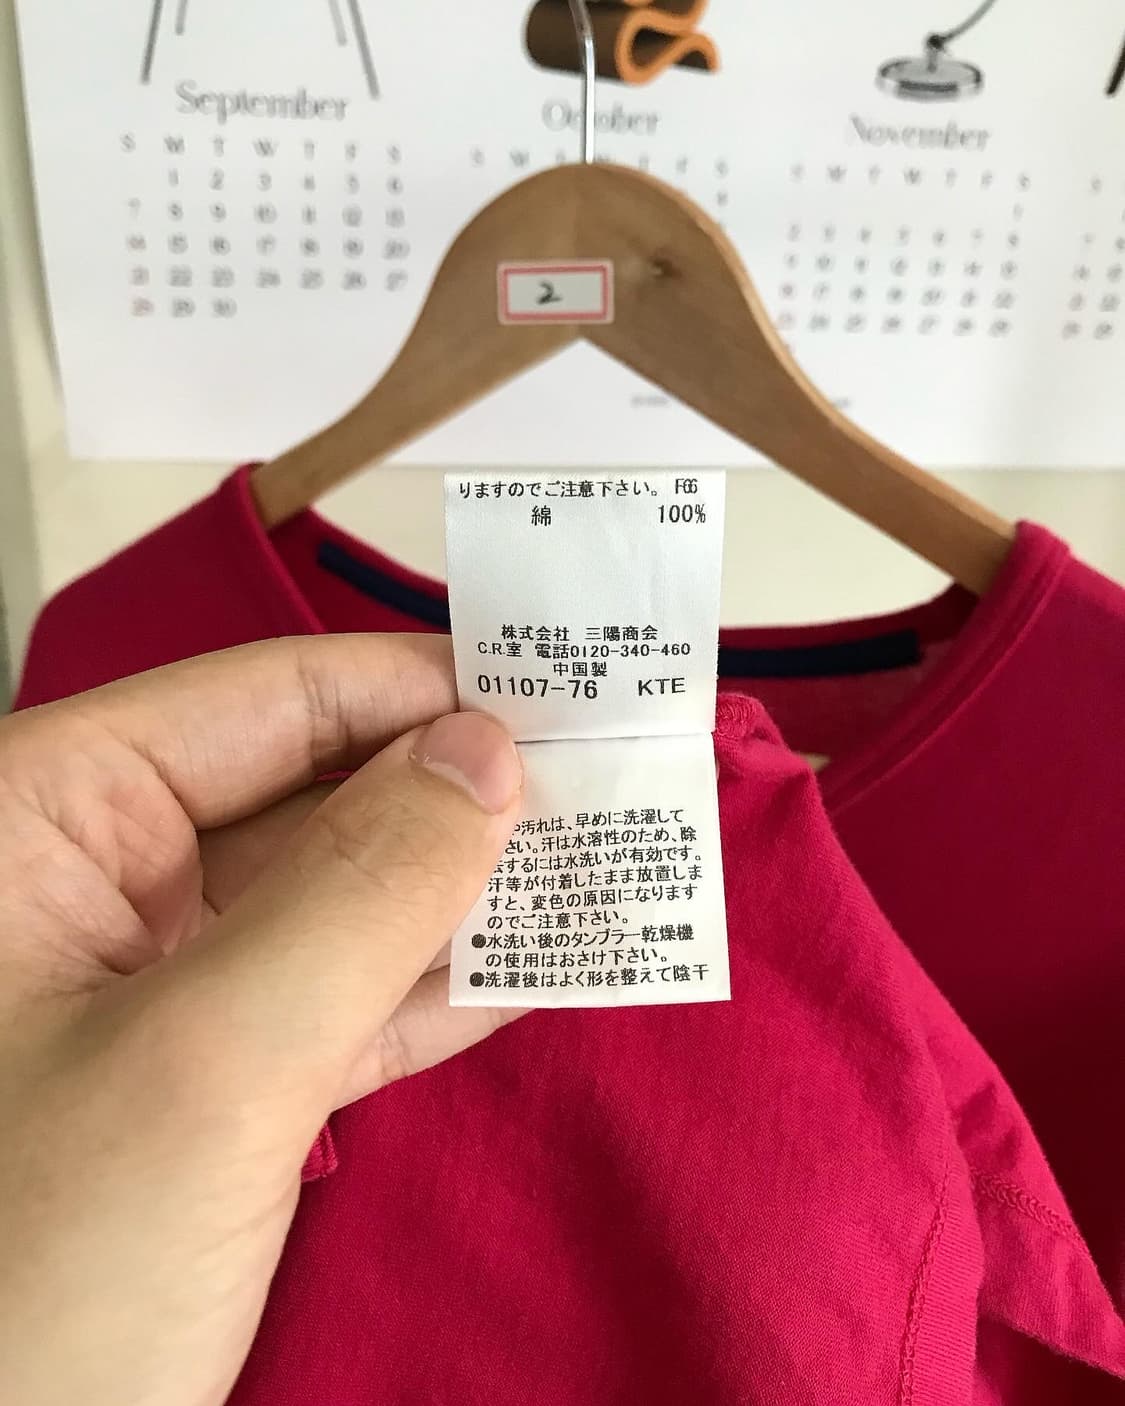 September
October
November
S M T W T F S
1 2 3 4 5 6
7 8 9 10 11 12 13
14 15 16 17 18 19 20
21 22 23 24 25 26 27
28 29 30
2
りますのでご注意下さい。 F66
綿 100%
株式会社 三陽商会
C.R.室 電話0120-340-460
中国製
01107-76 KTE
汚れは、早めに洗濯して
さい。汗は水溶性のため、除
去するには水洗いが有効です。
汗等が付着したまま放置しま
すと、変色の原因になります
のでご注意下さい。
●水洗い後のタンブラー乾燥機
の使用はおさけ下さい。
●洗濯後はよく形を整えて陰干